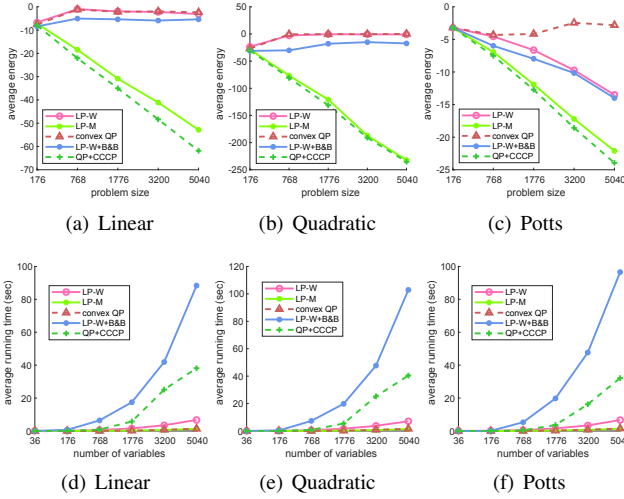 0
-10
-20
-30
-40
-50
-60
-70
average energy
LP-W
LP-M
convex QP
LP-W+B&B
QP+CCCP
176 768 1776 3200 5040
problem size
(a) Linear
50
0
-50
-100
-150
-200
-250
average energy
LP-W
LP-M
convex QP
LP-W+B&B
QP+CCCP
176 768 1776 3200 5040
problem size
(b) Quadratic
0
-5
-10
-15
-20
-25
average energy
LP-W
LP-M
convex QP
LP-W+B&B
QP+CCCP
176 768 1776 3200 5040
problem size
(c) Potts
100
80
60
40
20
0
average running time (sec)
LP-W
LP-M
convex QP
LP-W+B&B
QP+CCCP
36 176 768 1776 3200 5040
number of variables
(d) Linear
120
100
80
60
40
20
0
average running time (sec)
LP-W
LP-M
convex QP
LP-W+B&B
QP+CCCP
36 176 768 1776 3200 5040
number of variables
(e) Quadratic
100
80
60
40
20
0
average running time (sec)
LP-W
LP-M
convex QP
LP-W+B&B
QP+CCCP
36 176 768 1776 3200 504
number of variables
(f) Potts